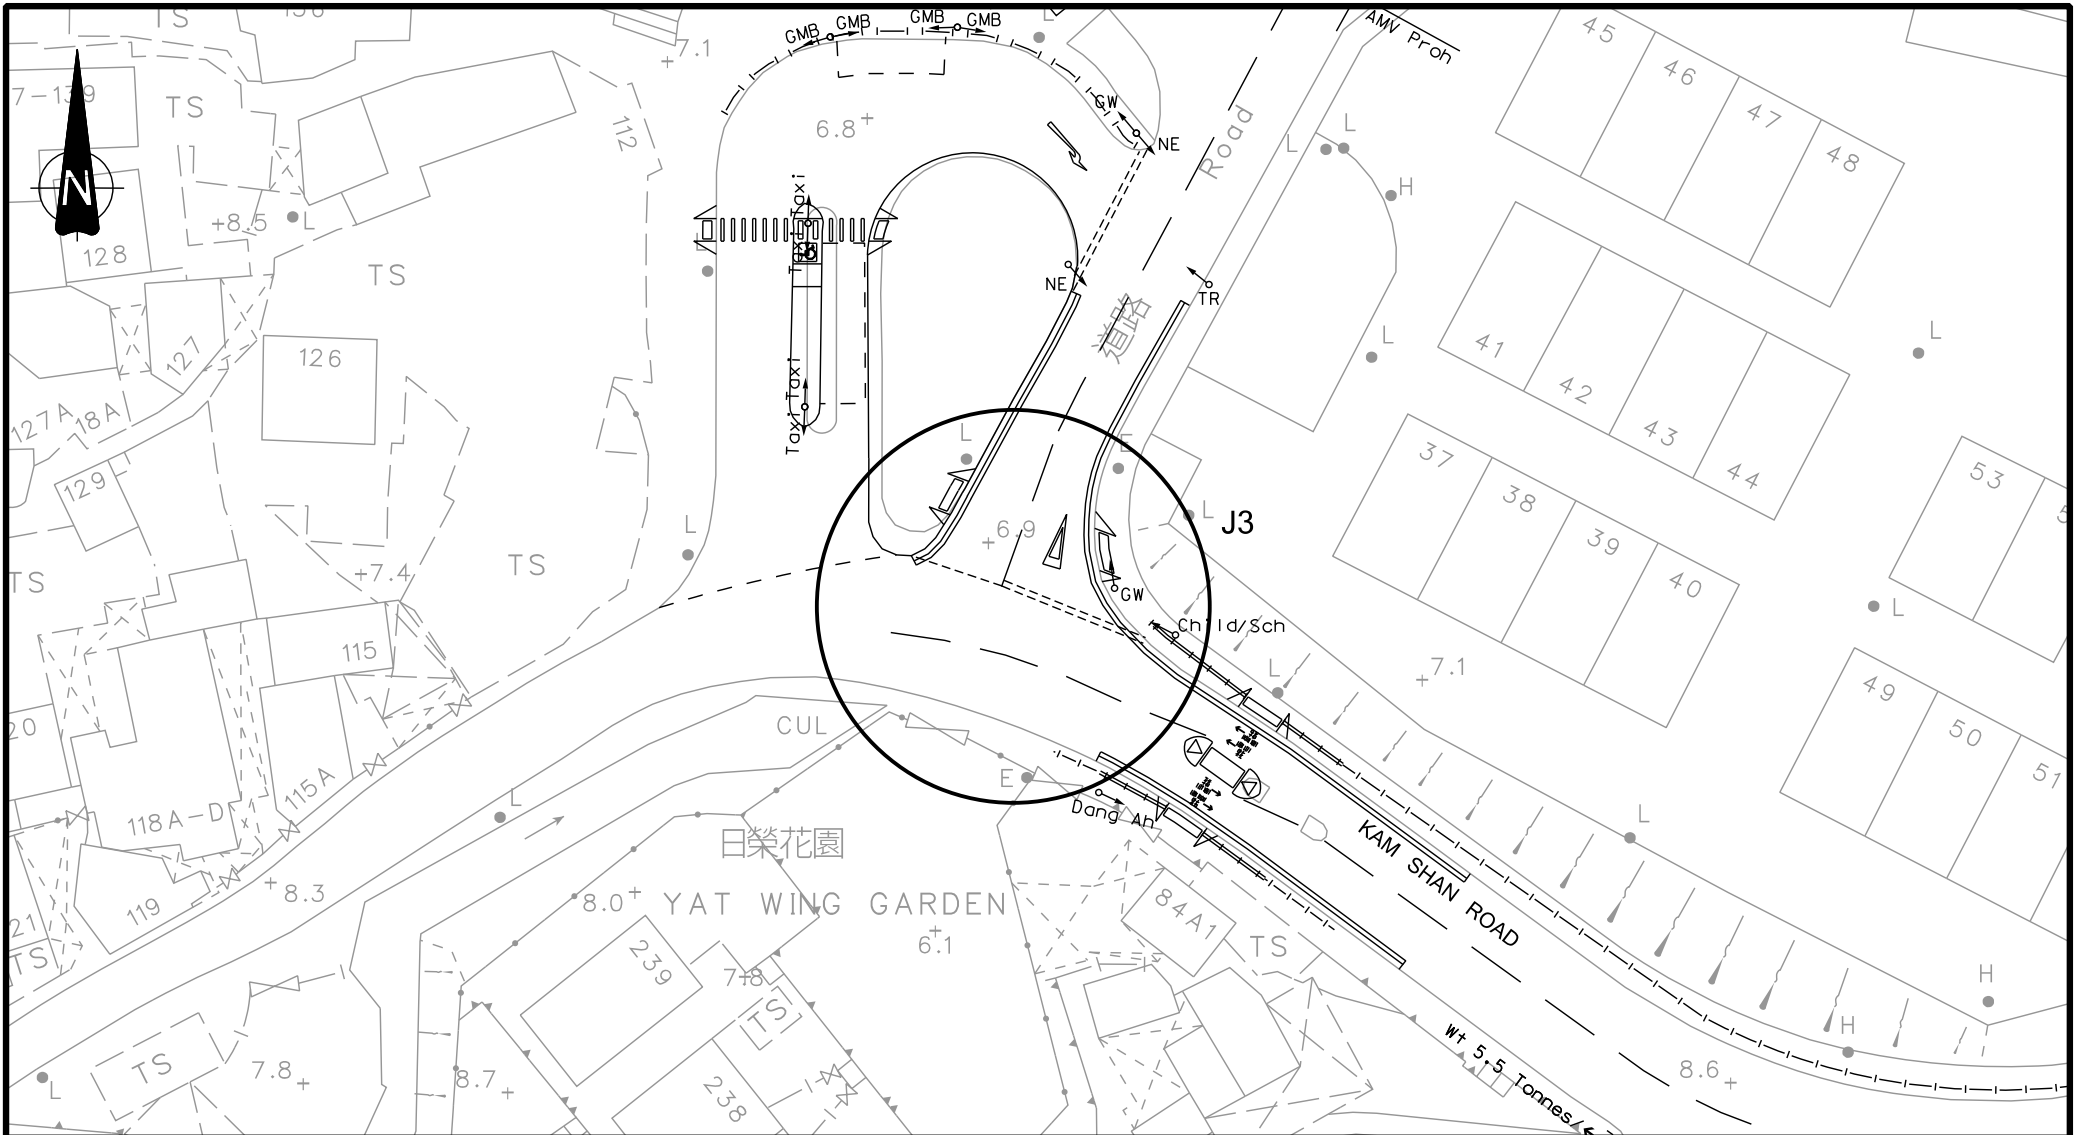 TS
136
GMB
GMB
GMB
GMB
L
AMV Proh
45
46
47
48
7.1
7-139
TS
112
6.8
GW
NE
Road
L
L
H
N
+8.5
L
128
TS
Taxi
Taxi
L
NE
TR
道路
L
L
127
126
41
42
43
44
Taxi
Taxi
127A
18A
129
L
E
37
38
39
40
53
L
L
J3
6.9
TS
TS
+7.4
GW
Child/Sch
L
115
L
7.1
49
50
51
20
CUL
E
115A
L
118A-D
Dang Ah
L
日榮花園
KAM SHAN ROAD
8.3
8.0
YAT WING GARDEN
119
84A1
21
6.1
TS
TS
239
7.8
H
TS
H
Wt 5.5 Tonnes
TS
7.8
8.7
8.6
L
238